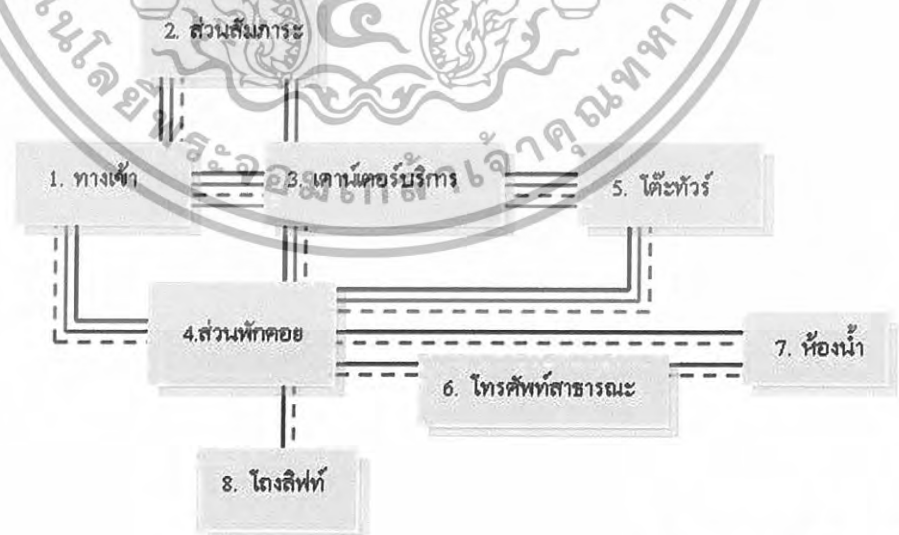 2. ส่วนสัมภาระ
1. ทางเข้า
3. เคาน์เตอร์บริการ
5. โต๊ะทัวร์
4.ส่วนพักคอย
7. ห้องน้ำ
6. โทรศัพท์สาธารณะ
8. โถงลิฟท์